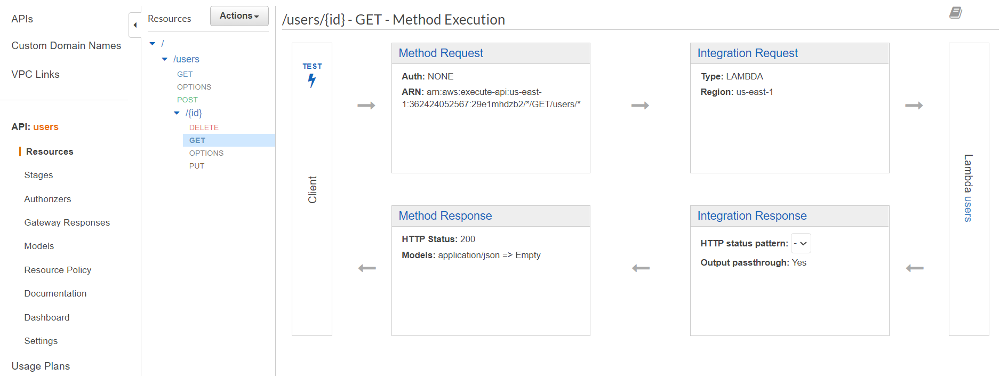 APIs
Custom Domain Names
VPC Links
API: users
Resources
Stages
Authorizers
Gateway Responses
Models
Resource Policy
Documentation
Dashboard
Settings
Usage Plans
Resources
Actions
/
/users
GET
OPTIONS
POST
/{id}
DELETE
GET
OPTIONS
PUT
/users/{id} - GET - Method Execution
TEST
Client
Method Request
Auth: NONE
ARN: arn:aws:execute-api:us-east-
1:362424052567:29e1mhdzb2/*/GET/users/*
Integration Request
Type: LAMBDA
Region: us-east-1
Lambda users
Method Response
HTTP Status: 200
Models: application/json => Empty
Integration Response
HTTP status pattern: -
Output passthrough: Yes